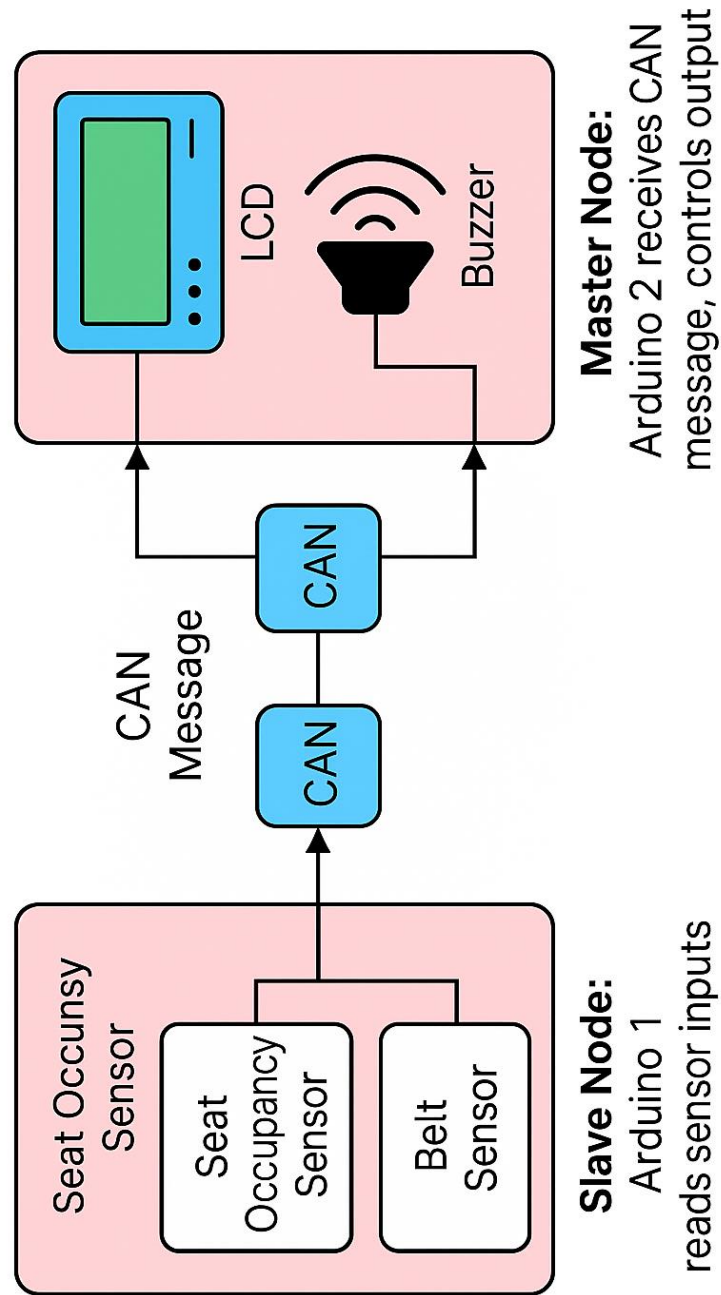 Seat Occunsy
Sensor
Seat
Occupancy
Sensor
Belt
Sensor
Slave Node:
Arduino 1
reads sensor inputs
CAN
Message
CAN
CAN
LCD
Buzzer
Master Node:
Arduino 2 receives CAN
message, controls output